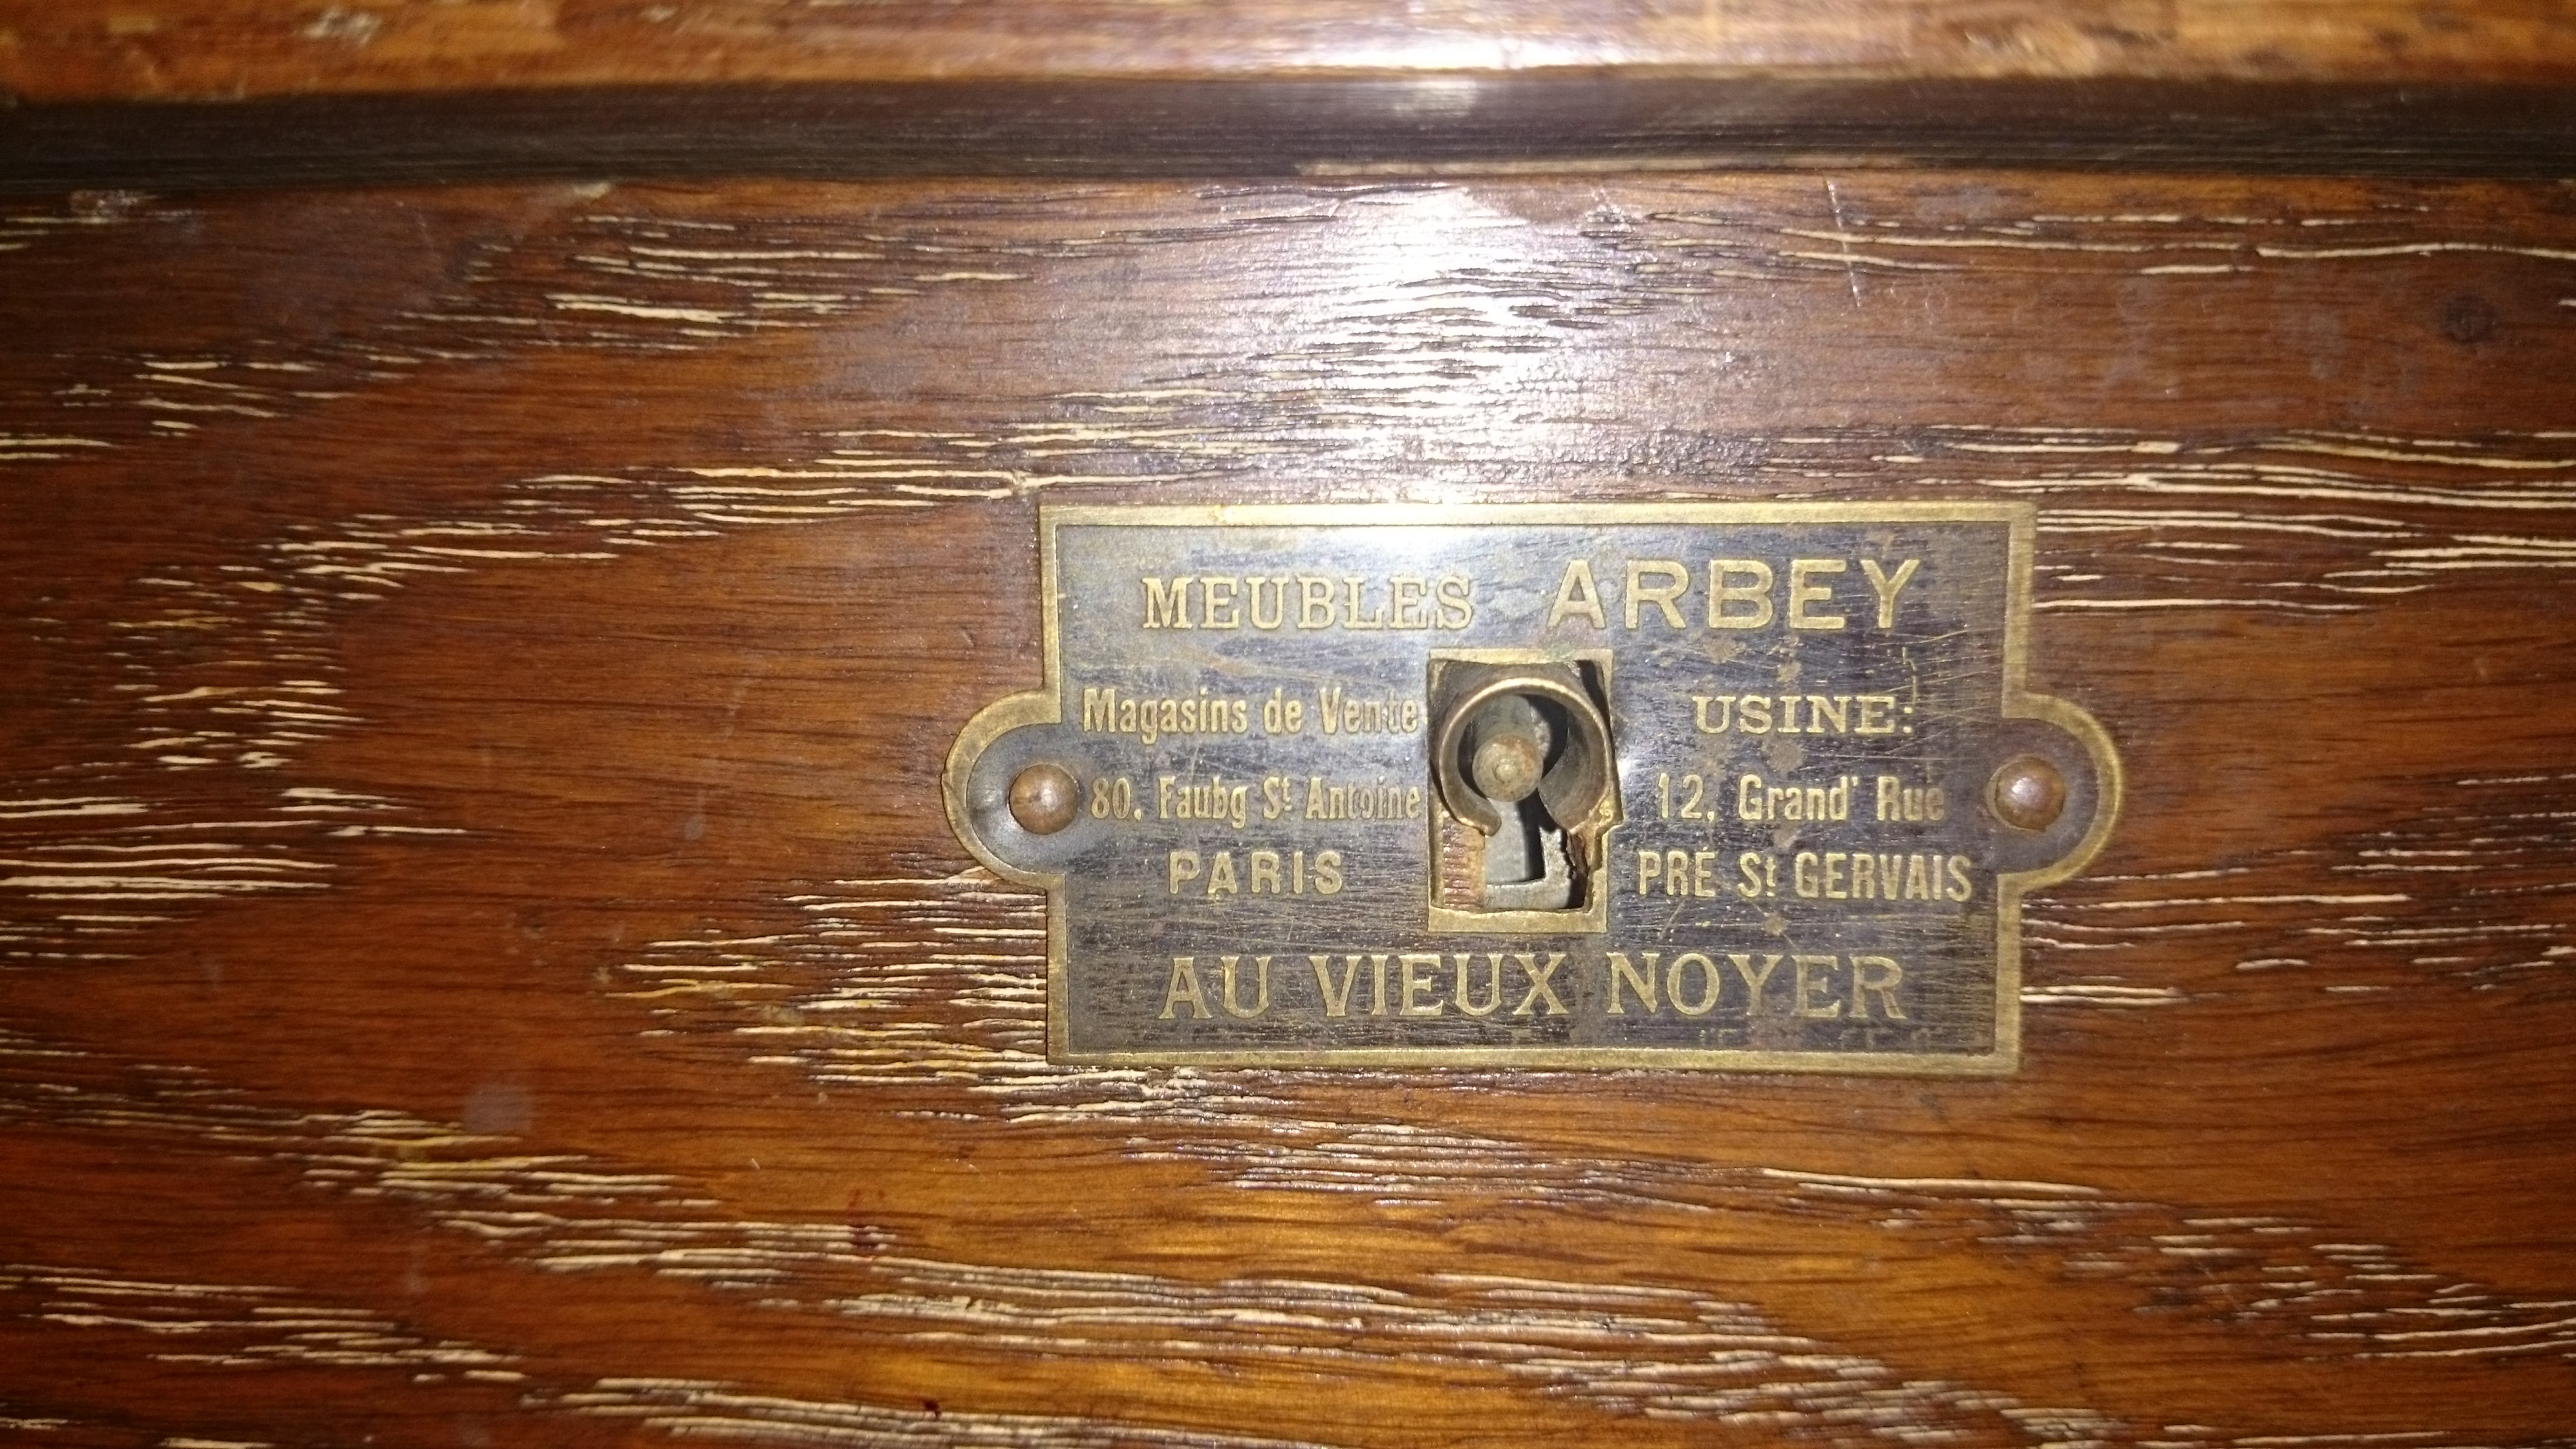 MEUBLES ARBEY
Magasins de Vente
80, Faubg St Antoine
PARIS
USINE:
12, Grand' Rue
PRÉ St GERVAIS
AU VIEUX NOYER